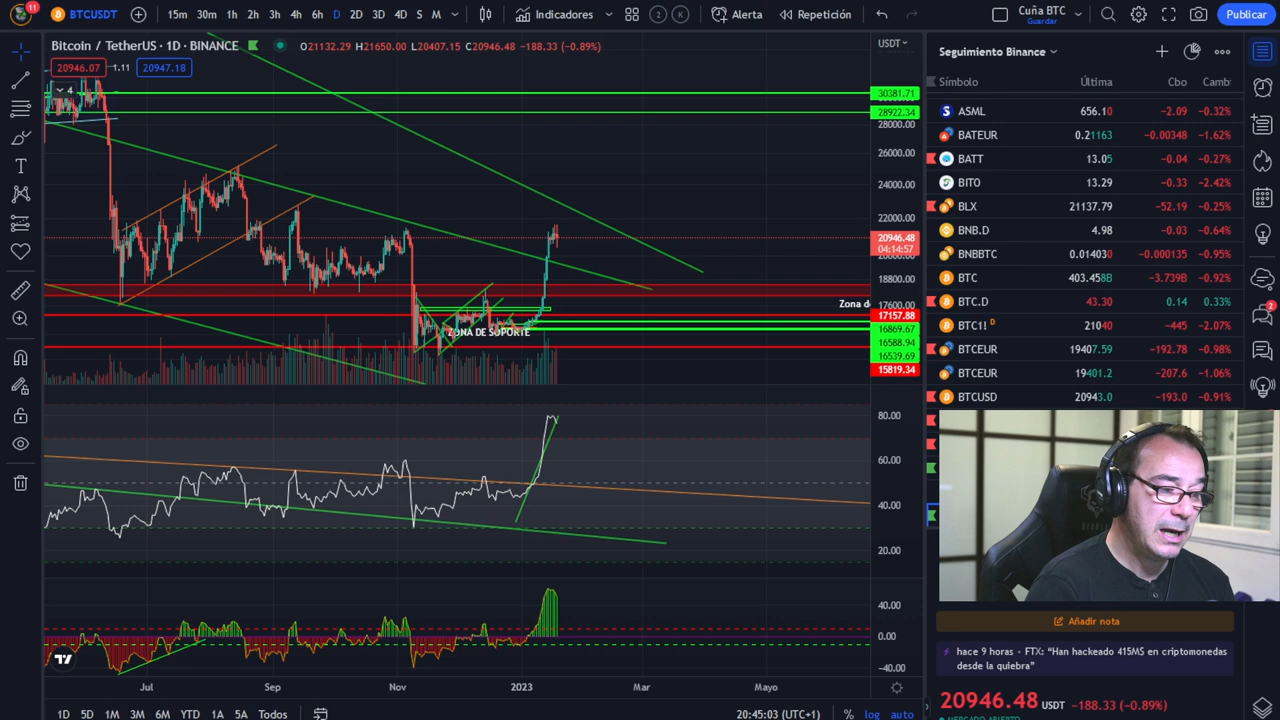 11
BTCUSDT
15m 30m 1h 2h 3h 4h 6h D 2D 3D 4D S M
Indicadores
2 K
Alerta
Repetición
Cuña BTC
Guardar
Publicar
Bitcoin / TetherUS · 1D · BINANCE
O21132.29 H21650.00 L20407.15 C20946.48 −188.33 (−0.89%)
USDT
20946.07 1.11 20947.18
4
30381.71
28922.34
28000.00
26000.00
24000.00
22000.00
20946.48
04:14:57
18800.00
17600.00
17157.88
16869.67
16588.94
16539.69
15819.34
ZONA DE SOPORTE
80.00
60.00
40.00
20.00
40.00
0.00
−40.00
Jul Sep Nov 2023 Mar Mayo
1D 5D 1M 3M 6M YTD 1A 5A Todos
20:45:03 (UTC+1) % log auto
Seguimiento Binance
Símbolo Última Cbo Camb
ASML 656.10 −2.09 −0.32%
BATEUR 0.21163 −0.00348 −1.62%
BATT 13.05 −0.04 −0.27%
BITO 13.29 −0.33 −2.42%
BLX 21137.79 −52.19 −0.25%
BNB.D 4.98 −0.03 −0.64%
BNBBTC 0.014030 −0.000135 −0.95%
BTC 403.458B −3.739B −0.92%
BTC.D 43.30 0.14 0.33%
BTC1! D 21040 −445 −2.07%
BTCEUR 19407.59 −192.78 −0.98%
BTCEUR 19401.2 −207.6 −1.06%
BTCUSD 20943.0 −193.0 −0.91%
2
Añadir nota
hace 9 horas · FTX: “Han hackeado 415M$ en criptomonedas
desde la quiebra”
20946.48 USDT −188.33 (−0.89%)